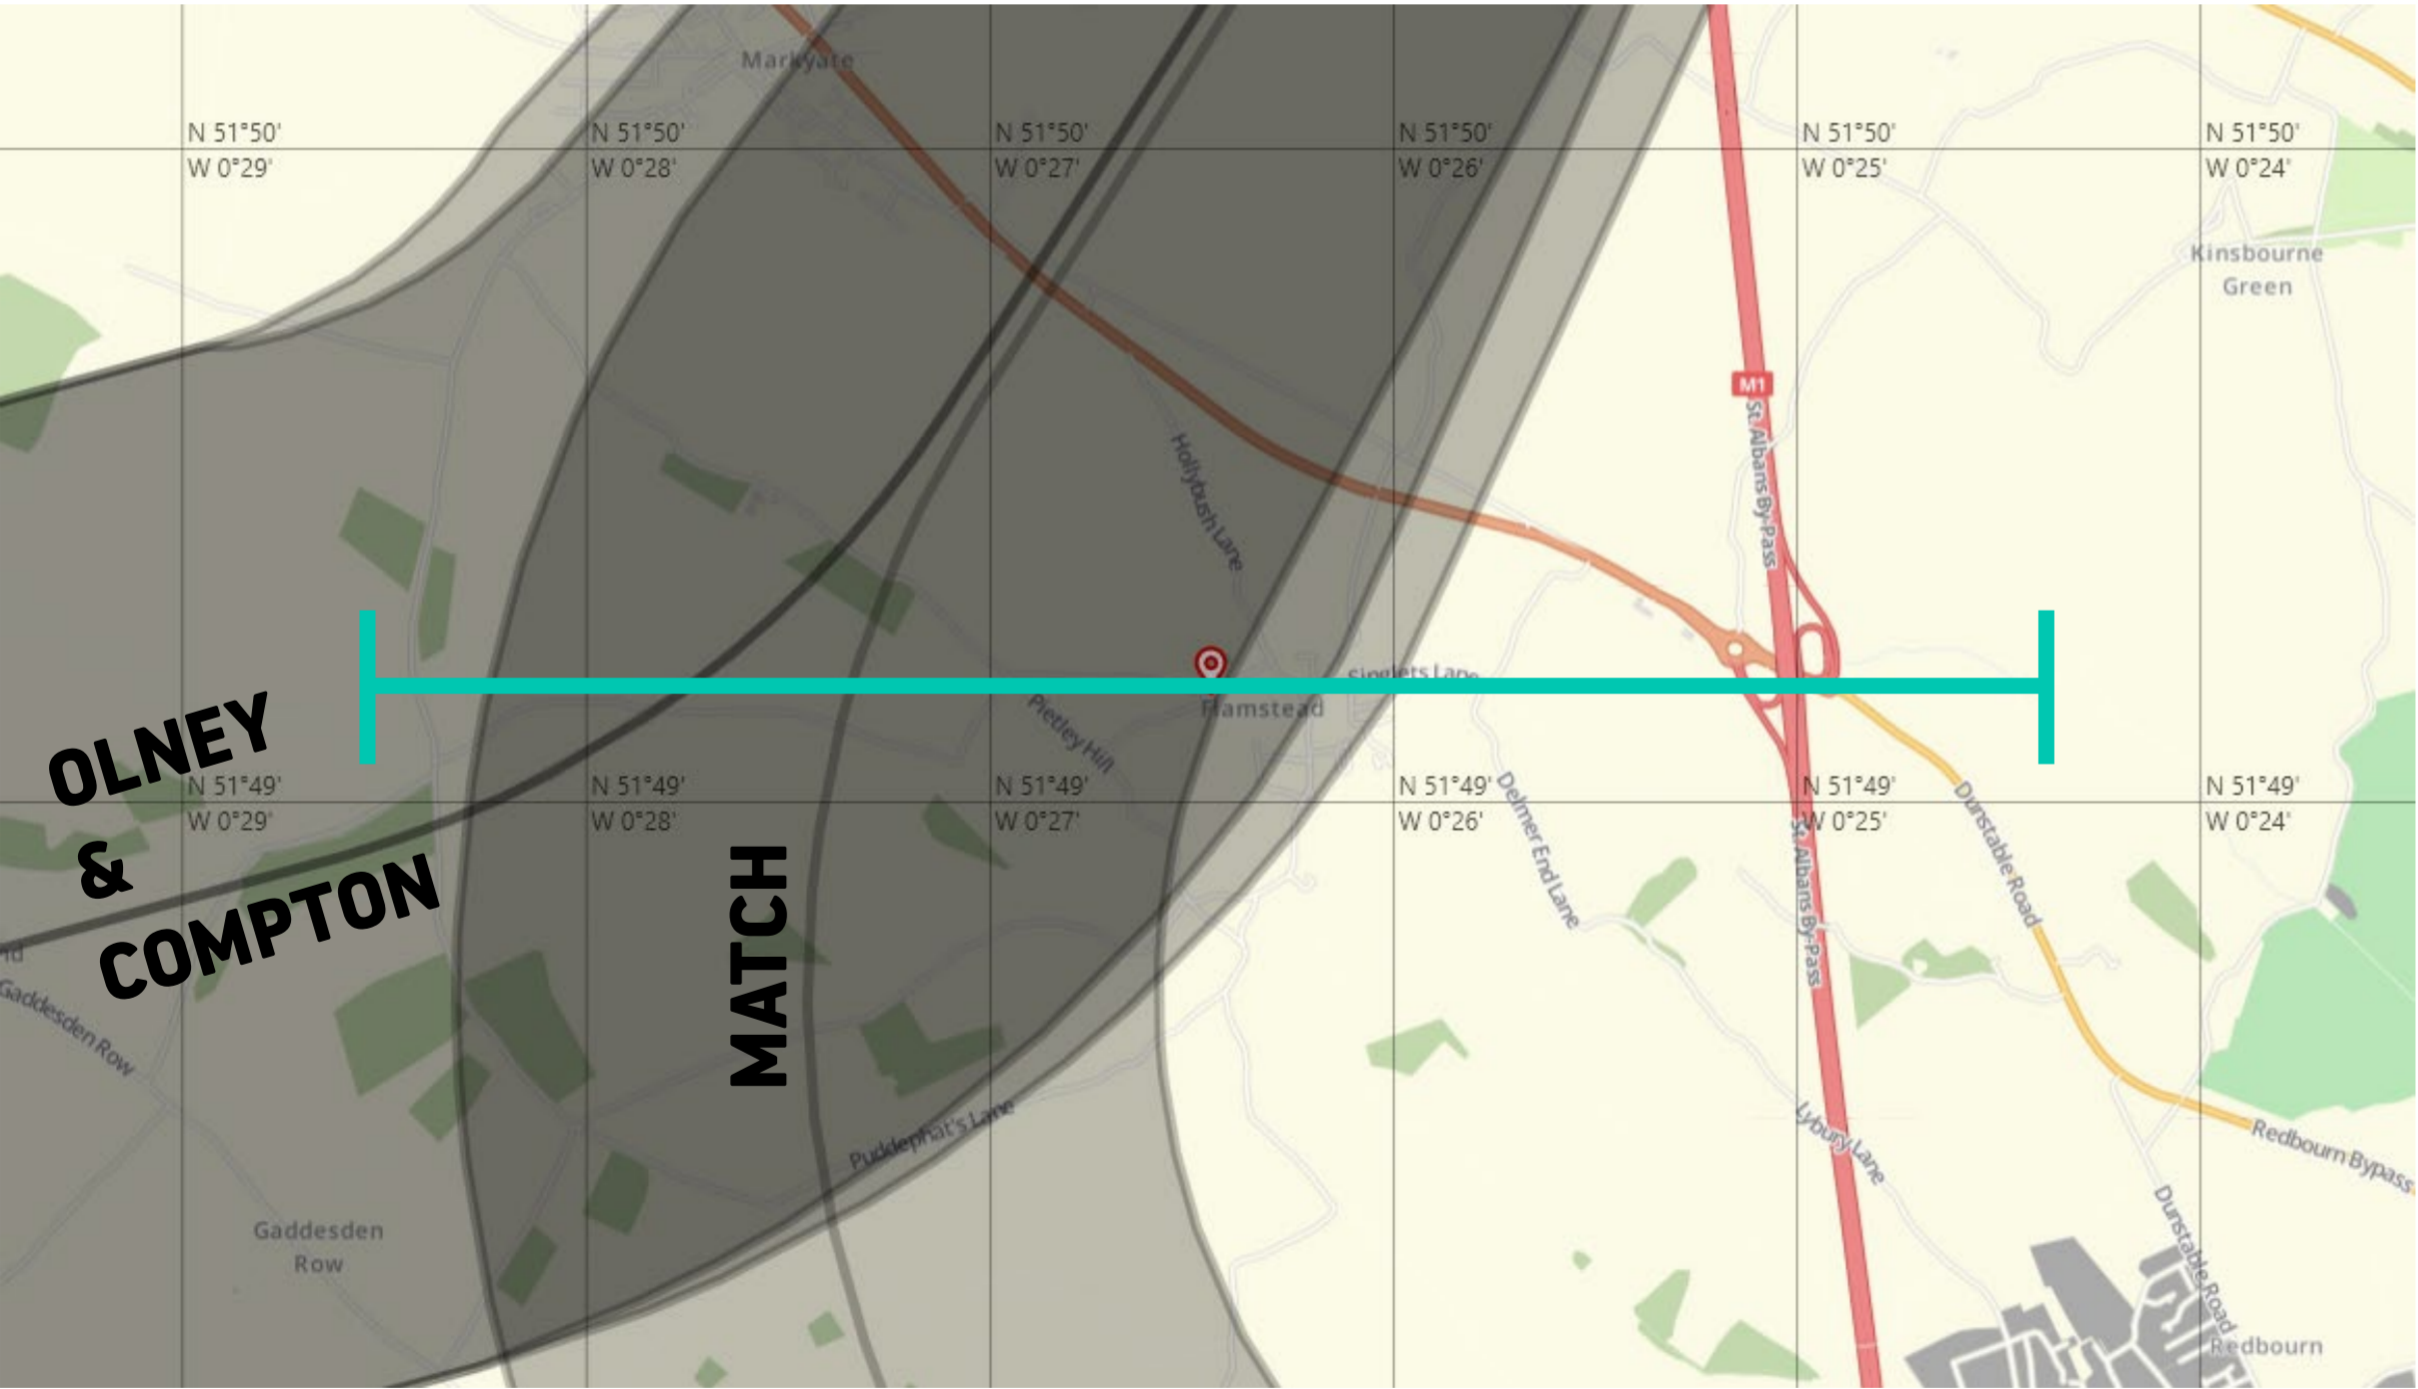 Markyate
N 51°50'
W 0°29'
N 51°50'
W 0°28'
N 51°50'
W 0°27'
N 51°50'
W 0°26'
N 51°50'
W 0°25'
N 51°50'
W 0°24'
Kinsbourne
Green
M1
St. Albans By-Pass
Hollybush Lane
Singlets Lane
Flamstead
Pietley Hill
OLNEY
&
COMPTON
MATCH
N 51°49'
W 0°29'
N 51°49'
W 0°28'
N 51°49'
W 0°27'
N 51°49'
W 0°26'
N 51°49'
W 0°25'
N 51°49'
W 0°24'
Delmer End Lane
St. Albans By-Pass
Dunstable Road
nd
Gaddesden Row
Puddephat's Lane
Lybury Lane
Redbourn Bypass
Dunstable Road
Gaddesden
Row
Redbourn